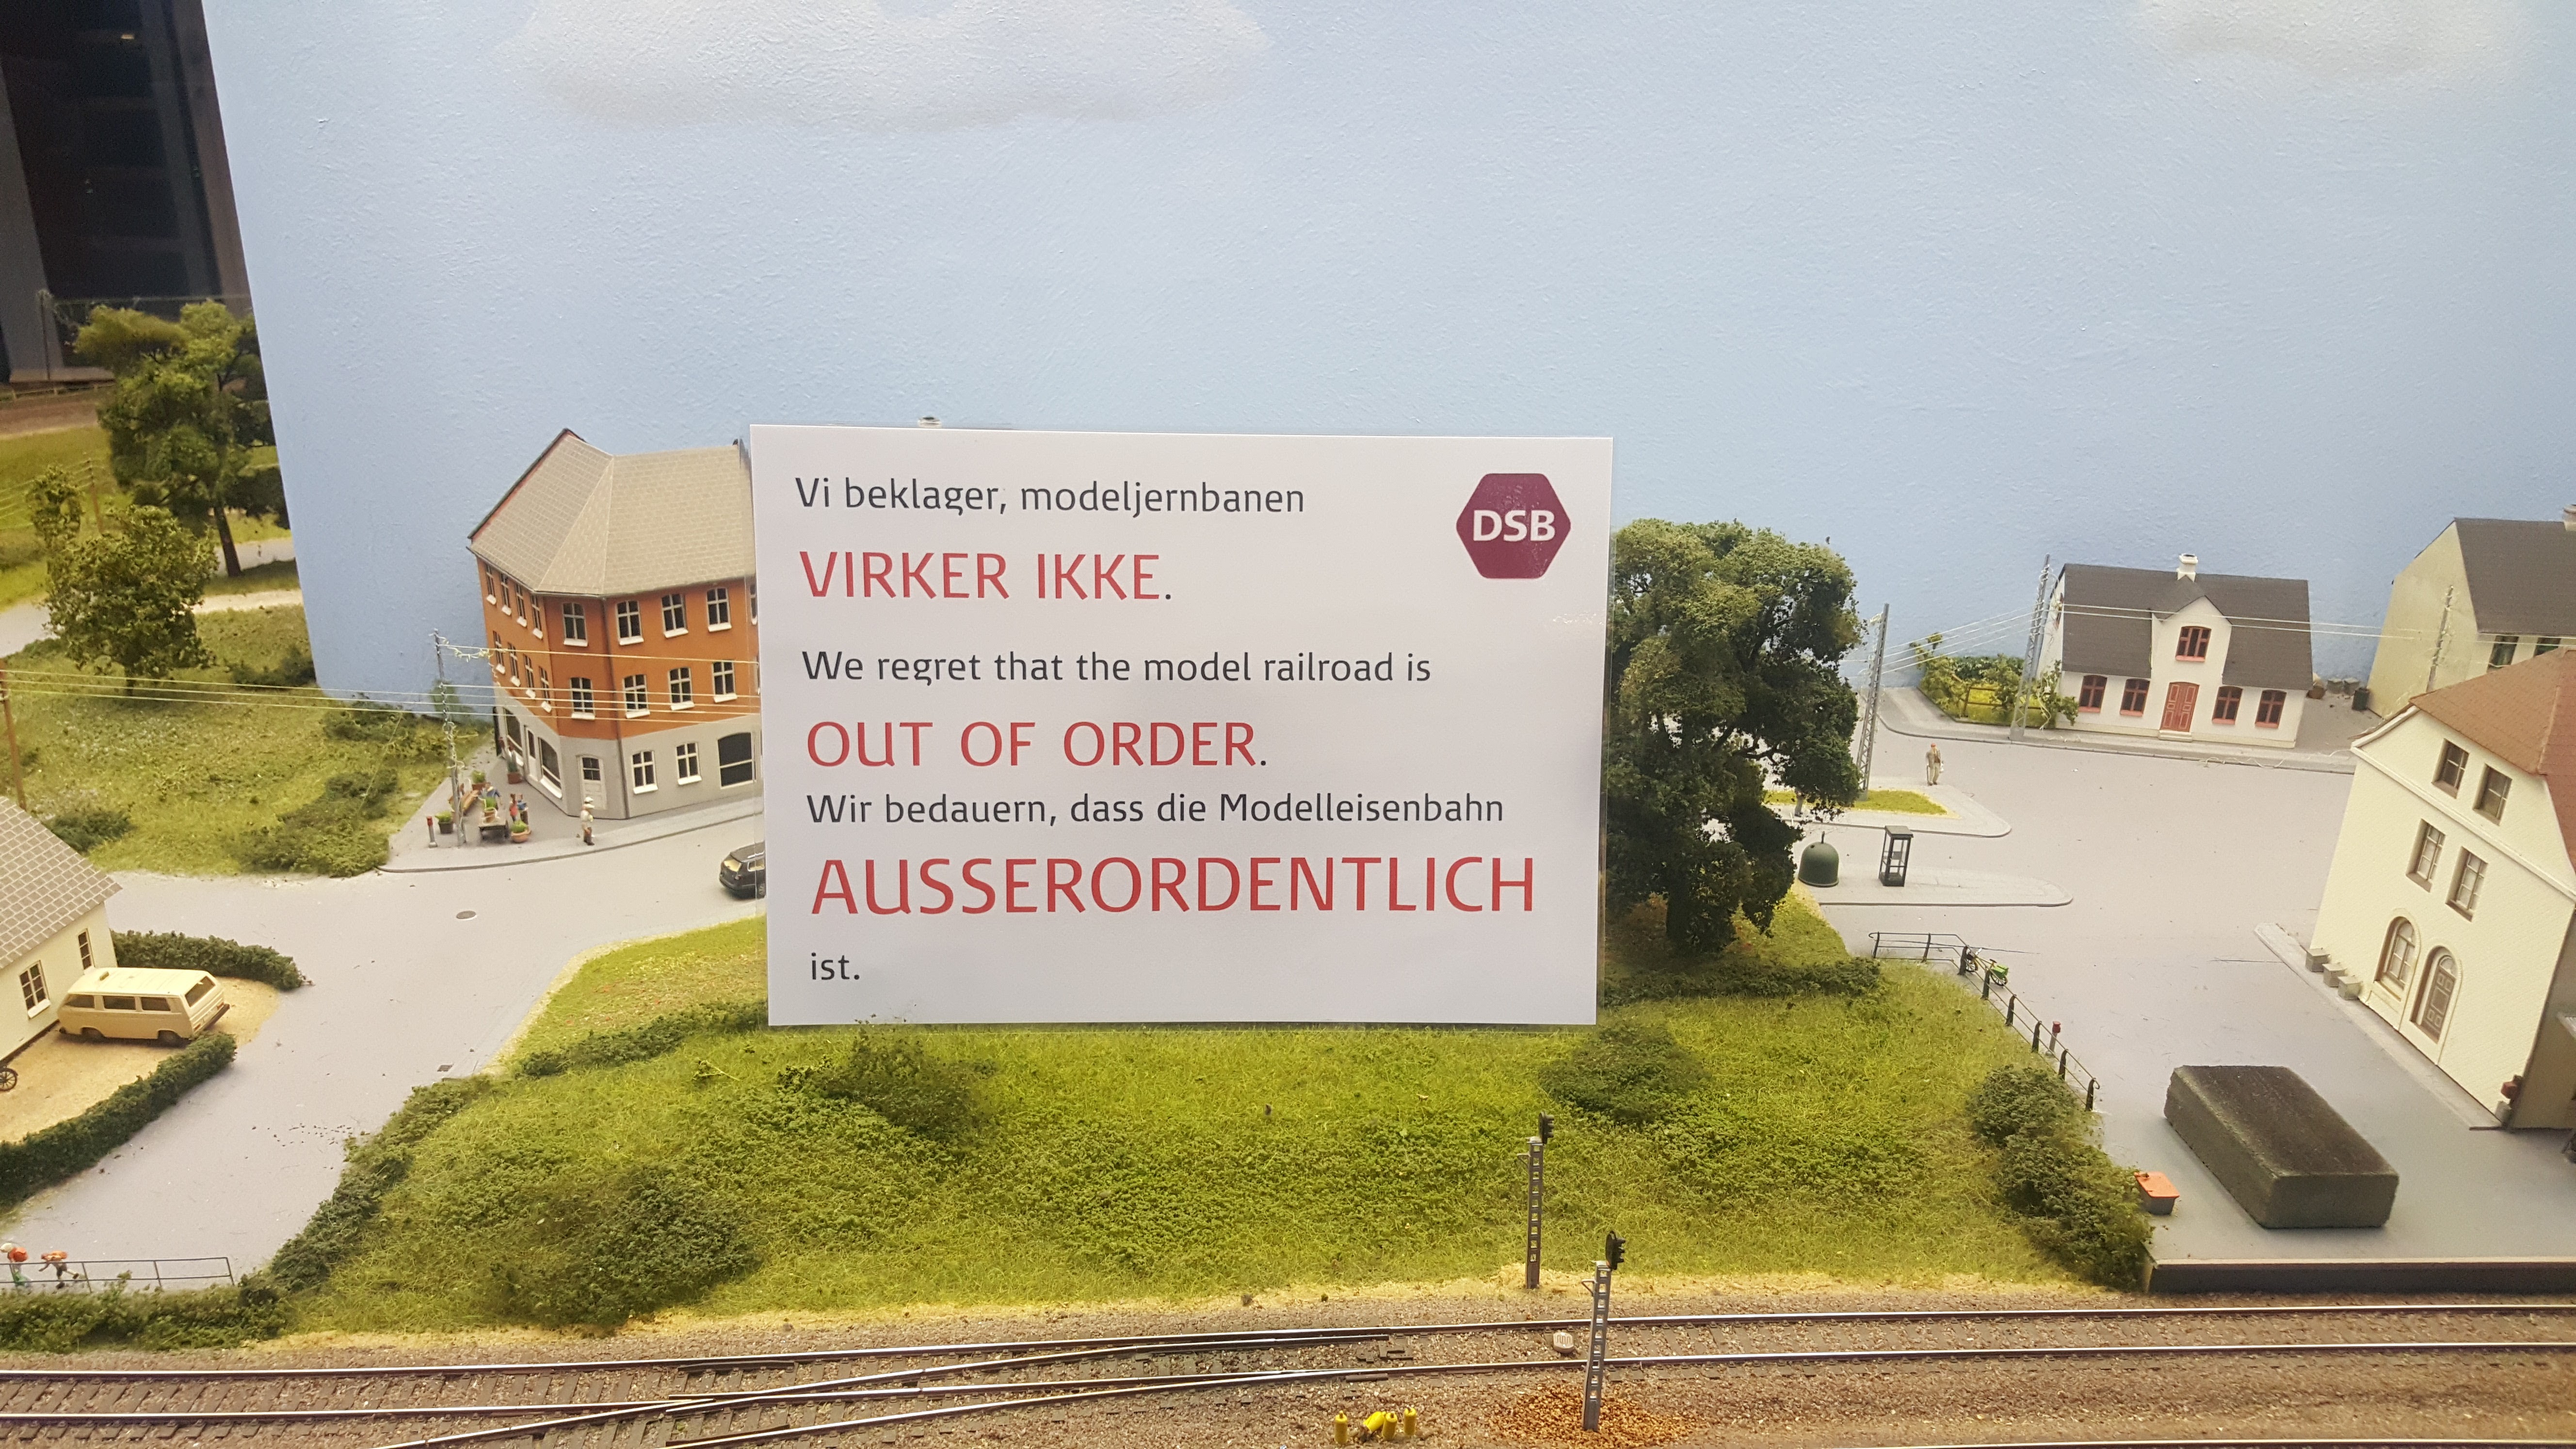 Vi beklager, modeljernbanen
VIRKER IKKE.
DSB
We regret that the model railroad is
OUT OF ORDER.
Wir bedauern, dass die Modelleisenbahn
AUSSERORDENTLICH
ist.